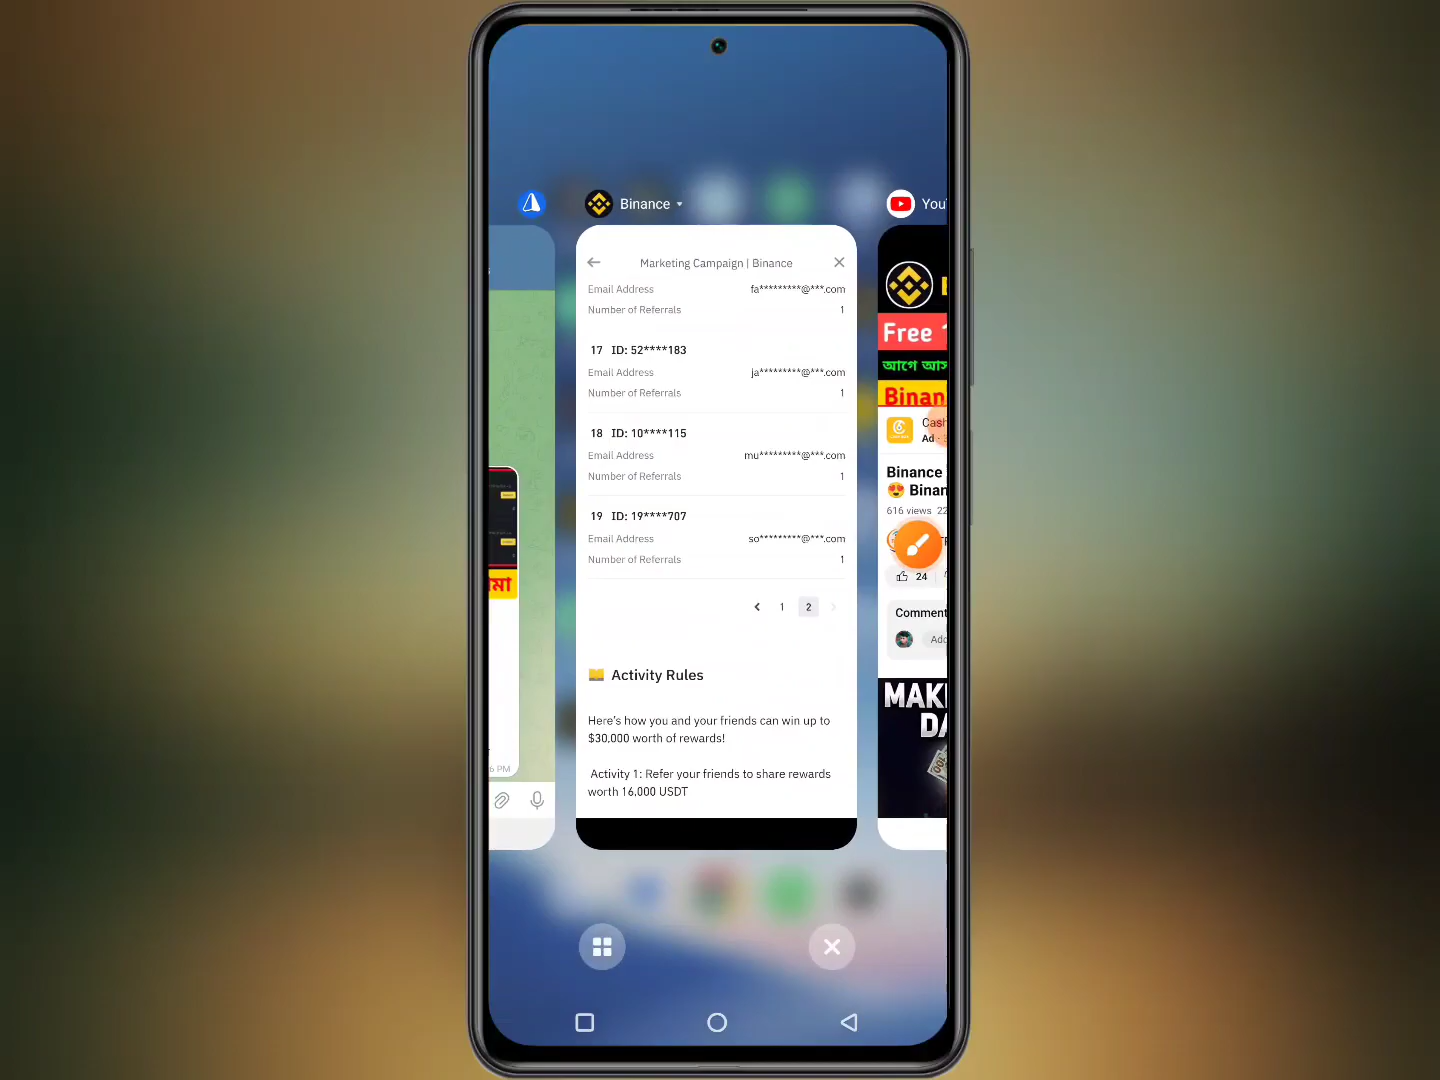 Binance
You
Marketing Campaign | Binance
Email Address fa*********@***.com
Number of Referrals 1
17 ID: 52****183
Email Address ja*********@***.com
Number of Referrals 1
18 ID: 10****115
Email Address mu*********@***.com
Number of Referrals 1
19 ID: 19****707
Email Address so*********@***.com
Number of Referrals 1
1 2
Activity Rules
Here's how you and your friends can win up to
$30,000 worth of rewards!
Activity 1: Refer your friends to share rewards
worth 16,000 USDT
6 PM
Free
আগে আস
Binan
Cash
Ad
Binance
Binan
616 views 22
24
Comment
Add
MAK
DA